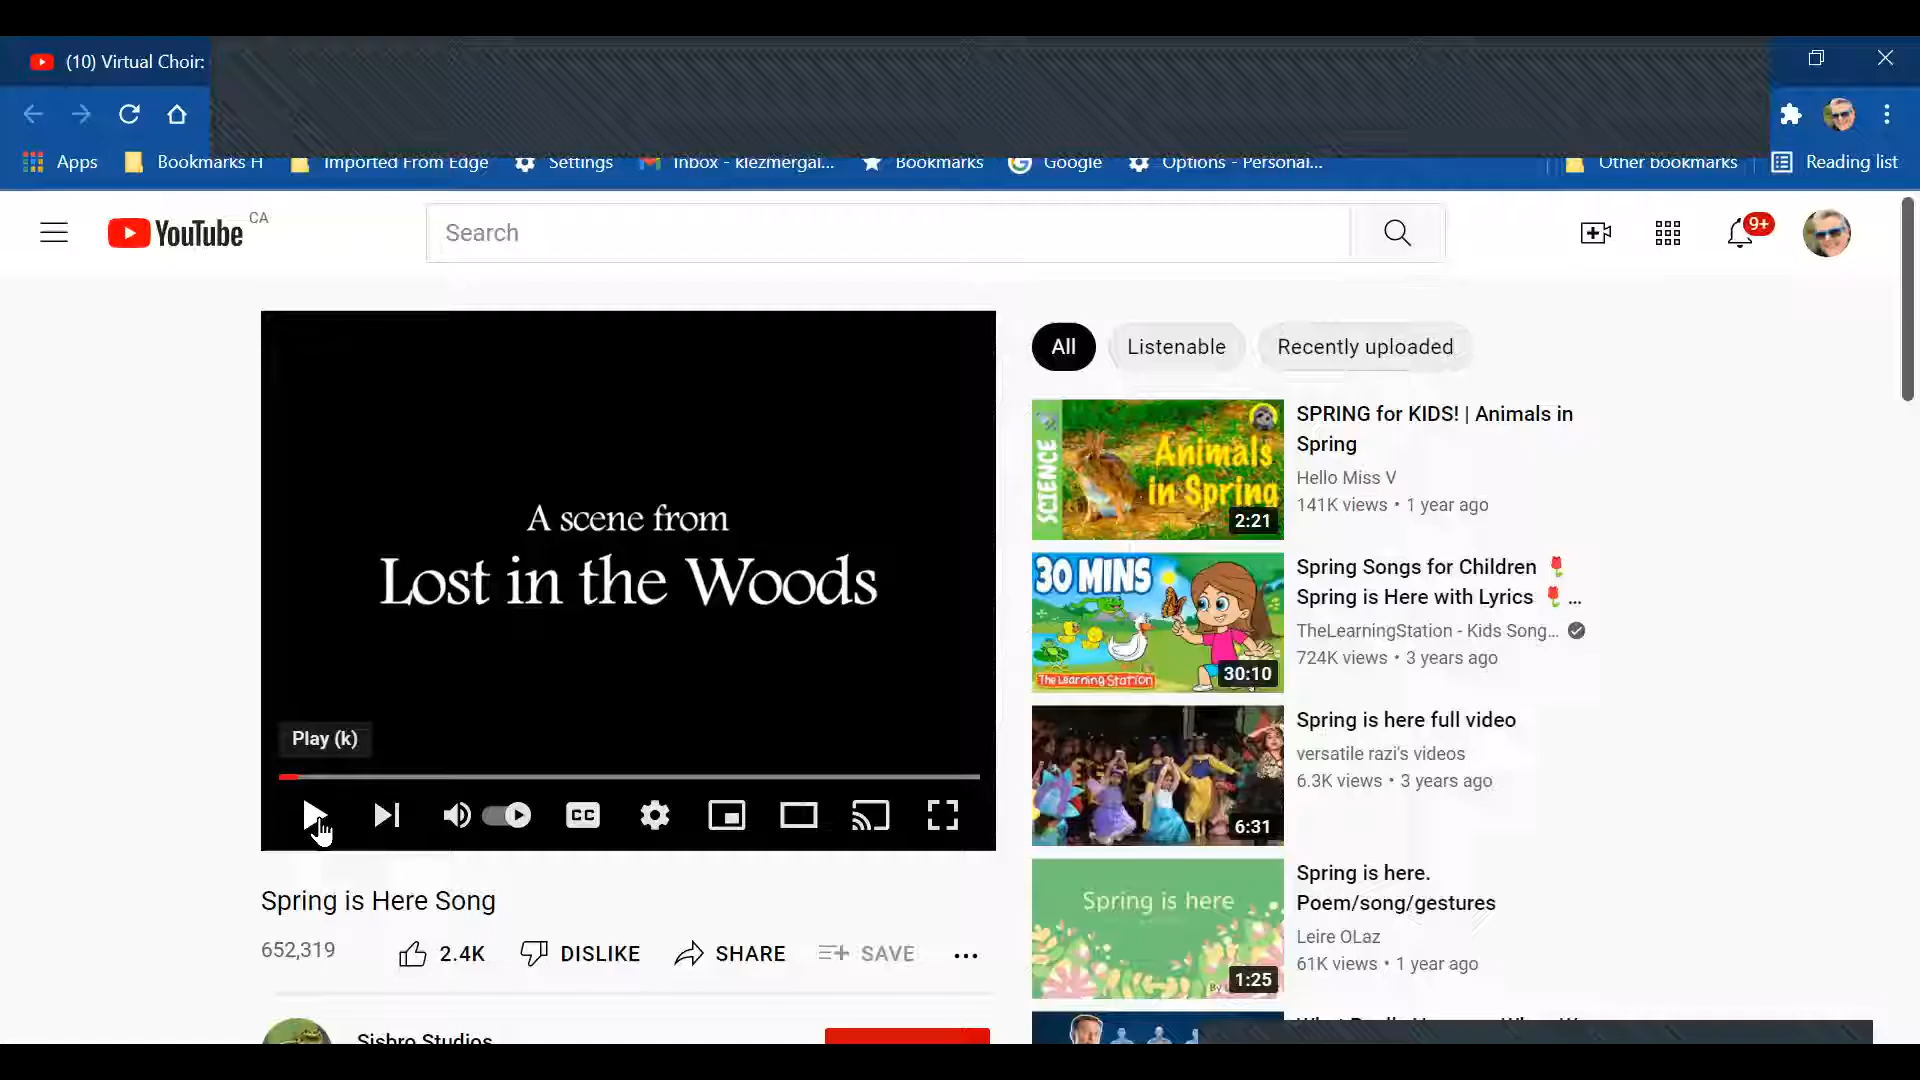 (10) Virtual Choir:
Apps
Bookmarks H
Imported From Edge
Settings
Inbox - klezmergal...
Bookmarks
Google
Options - Personal...
Other bookmarks
Reading list
YouTube CA
Search
9+
A scene from
Lost in the Woods
Play (k)
CC
Spring is Here Song
652,319
2.4K
DISLIKE
SHARE
SAVE
Sisbro Studios
All
Listenable
Recently uploaded
SCIENCE
Animals
in Spring
2:21
SPRING for KIDS! | Animals in
Spring
Hello Miss V
141K views • 1 year ago
30 MINS
The Learning Station
30:10
Spring Songs for Children 🌷
Spring is Here with Lyrics 🌷 ...
TheLearningStation - Kids Song...
724K views • 3 years ago
6:31
Spring is here full video
versatile razi's videos
6.3K views • 3 years ago
Spring is here
By
1:25
Spring is here.
Poem/song/gestures
Leire OLaz
61K views • 1 year ago